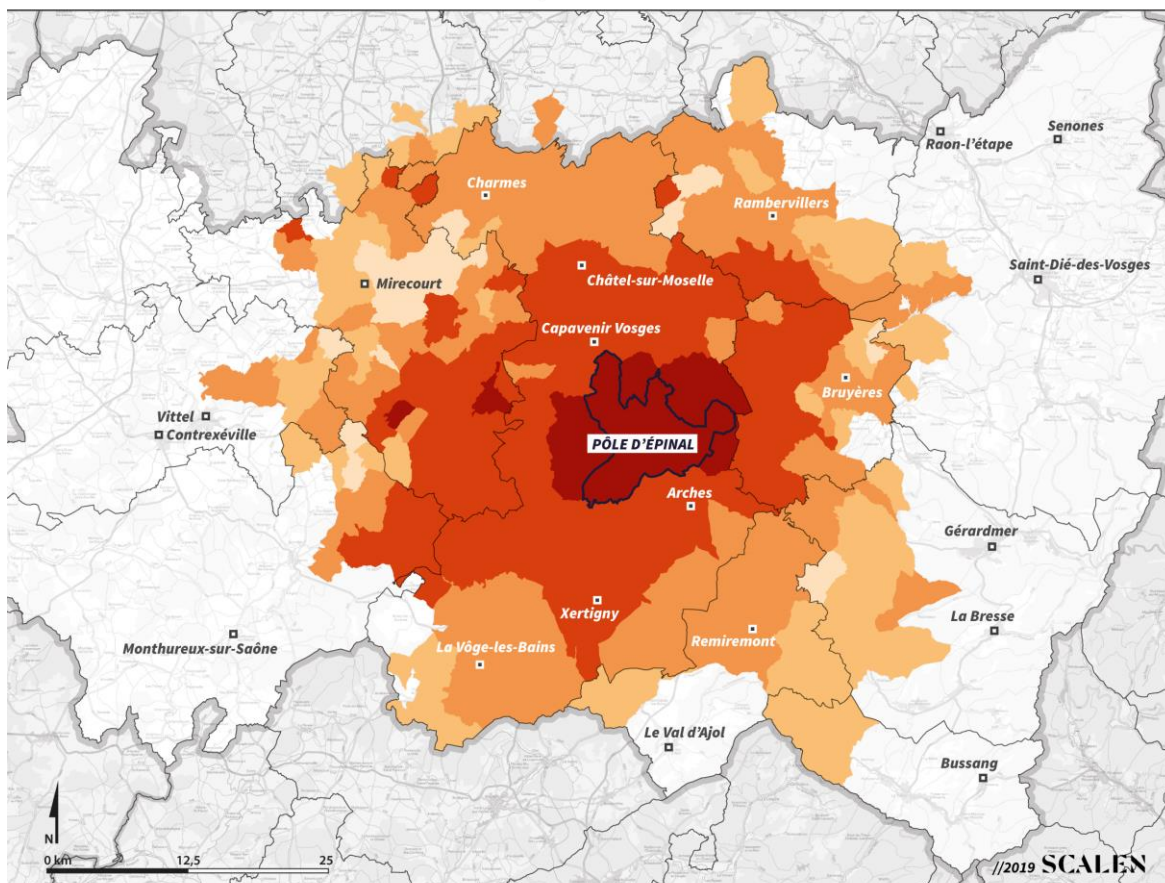 Senones
Raon-l'étape
Charmes
Rambervillers
Saint-Dié-des-Vosges
Châtel-sur-Moselle
Mirecourt
Capavenir Vosges
Bruyères
Vittel
Contrexéville
PÔLE D'ÉPINAL
Arches
Gérardmer
Xertigny
La Bresse
Monthureux-sur-Saône
La Vôge-les-Bains
Remiremont
Le Val d'Ajol
Bussang
N
0 km 12,5 25
//2019 SCALEN